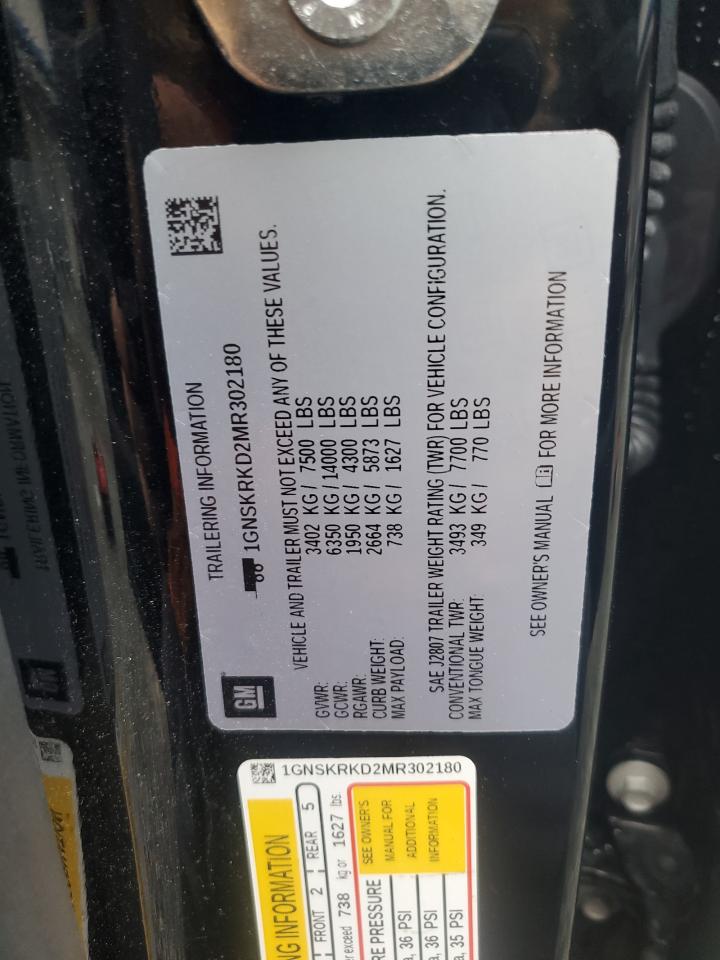 TRAILERING INFORMATION
1GNSKRKD2MR302180
VEHICLE AND TRAILER MUST NOT EXCEED ANY OF THESE VALUES.
GVWR: 3402 KG / 7500 LBS
GCWR: 6350 KG / 14000 LBS
RGAWR: 1950 KG / 4300 LBS
CURB WEIGHT: 2664 KG / 5873 LBS
MAX PAYLOAD: 738 KG / 1627 LBS
SAE J2807 TRAILER WEIGHT RATING (TWR) FOR VEHICLE CONFIGURATION.
CONVENTIONAL TWR: 3493 KG / 7700 LBS
MAX TONGUE WEIGHT: 349 KG / 770 LBS
SEE OWNER'S MANUAL FOR MORE INFORMATION
GM
1GNSKRKD2MR302180
INFORMATION
FRONT 2 REAR 5
exceed 738 kg or 1627 lbs
PRESSURE
36 PSI
36 PSI
35 PSI
SEE OWNER'S
MANUAL FOR
ADDITIONAL
INFORMATION